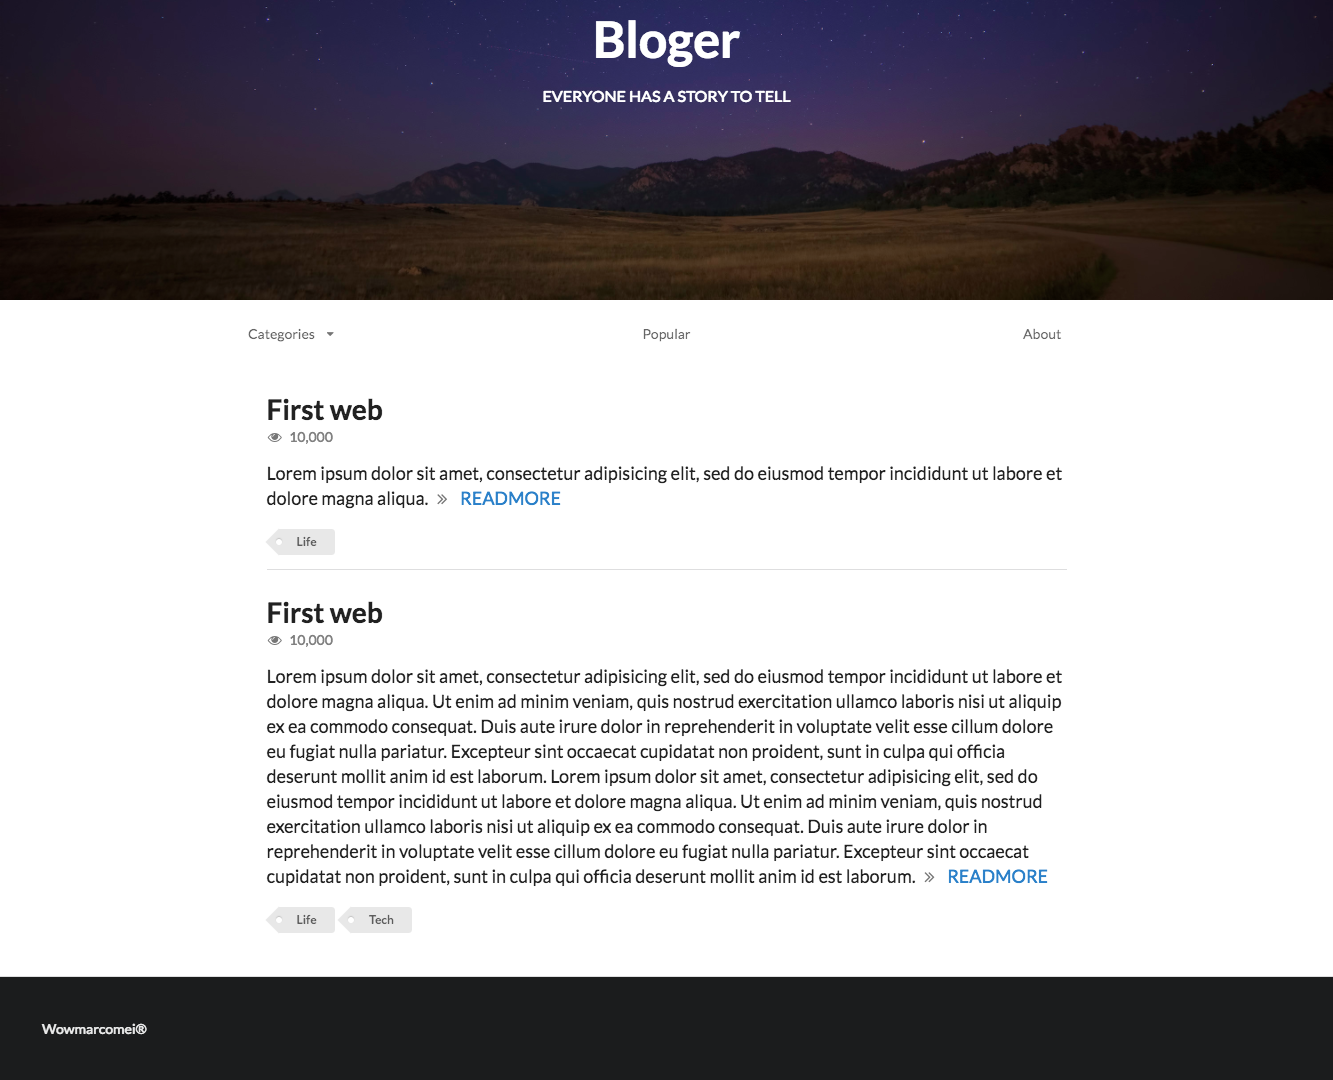 Bloger
EVERYONE HAS A STORY TO TELL
Categories
Popular
About
First web
10,000
Lorem ipsum dolor sit amet, consectetur adipisicing elit, sed do eiusmod tempor incididunt ut labore et
dolore magna aliqua. » READMORE
Life
First web
10,000
Lorem ipsum dolor sit amet, consectetur adipisicing elit, sed do eiusmod tempor incididunt ut labore et
dolore magna aliqua. Ut enim ad minim veniam, quis nostrud exercitation ullamco laboris nisi ut aliquip
ex ea commodo consequat. Duis aute irure dolor in reprehenderit in voluptate velit esse cillum dolore
eu fugiat nulla pariatur. Excepteur sint occaecat cupidatat non proident, sunt in culpa qui officia
deserunt mollit anim id est laborum. Lorem ipsum dolor sit amet, consectetur adipisicing elit, sed do
eiusmod tempor incididunt ut labore et dolore magna aliqua. Ut enim ad minim veniam, quis nostrud
exercitation ullamco laboris nisi ut aliquip ex ea commodo consequat. Duis aute irure dolor in
reprehenderit in voluptate velit esse cillum dolore eu fugiat nulla pariatur. Excepteur sint occaecat
cupidatat non proident, sunt in culpa qui officia deserunt mollit anim id est laborum. » READMORE
Life
Tech
Wowmarcomei®